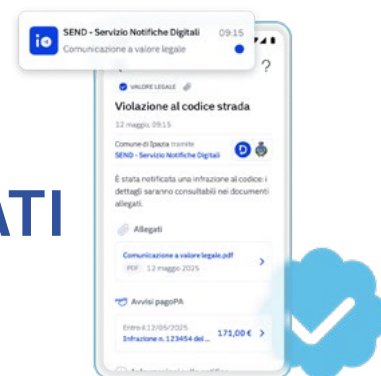 io
SEND - Servizio Notifiche Digitali 09:15
Comunicazione a valore legale
?
VALORE LEGALE
Violazione al codice strada
12 maggio, 09:15
Comune di Ipazia tramite
SEND - Servizio Notifiche Digitali
È stata notificata una infrazione al codice: i
dettagli saranno consultabili nei documenti
allegati.
ATI
Allegati
Comunicazione a valore legale.pdf
PDF 12 maggio 2025
Avvisi pagoPA
Entro il 12/05/2025
Infrazione n. 123454 del ... 171,00 €